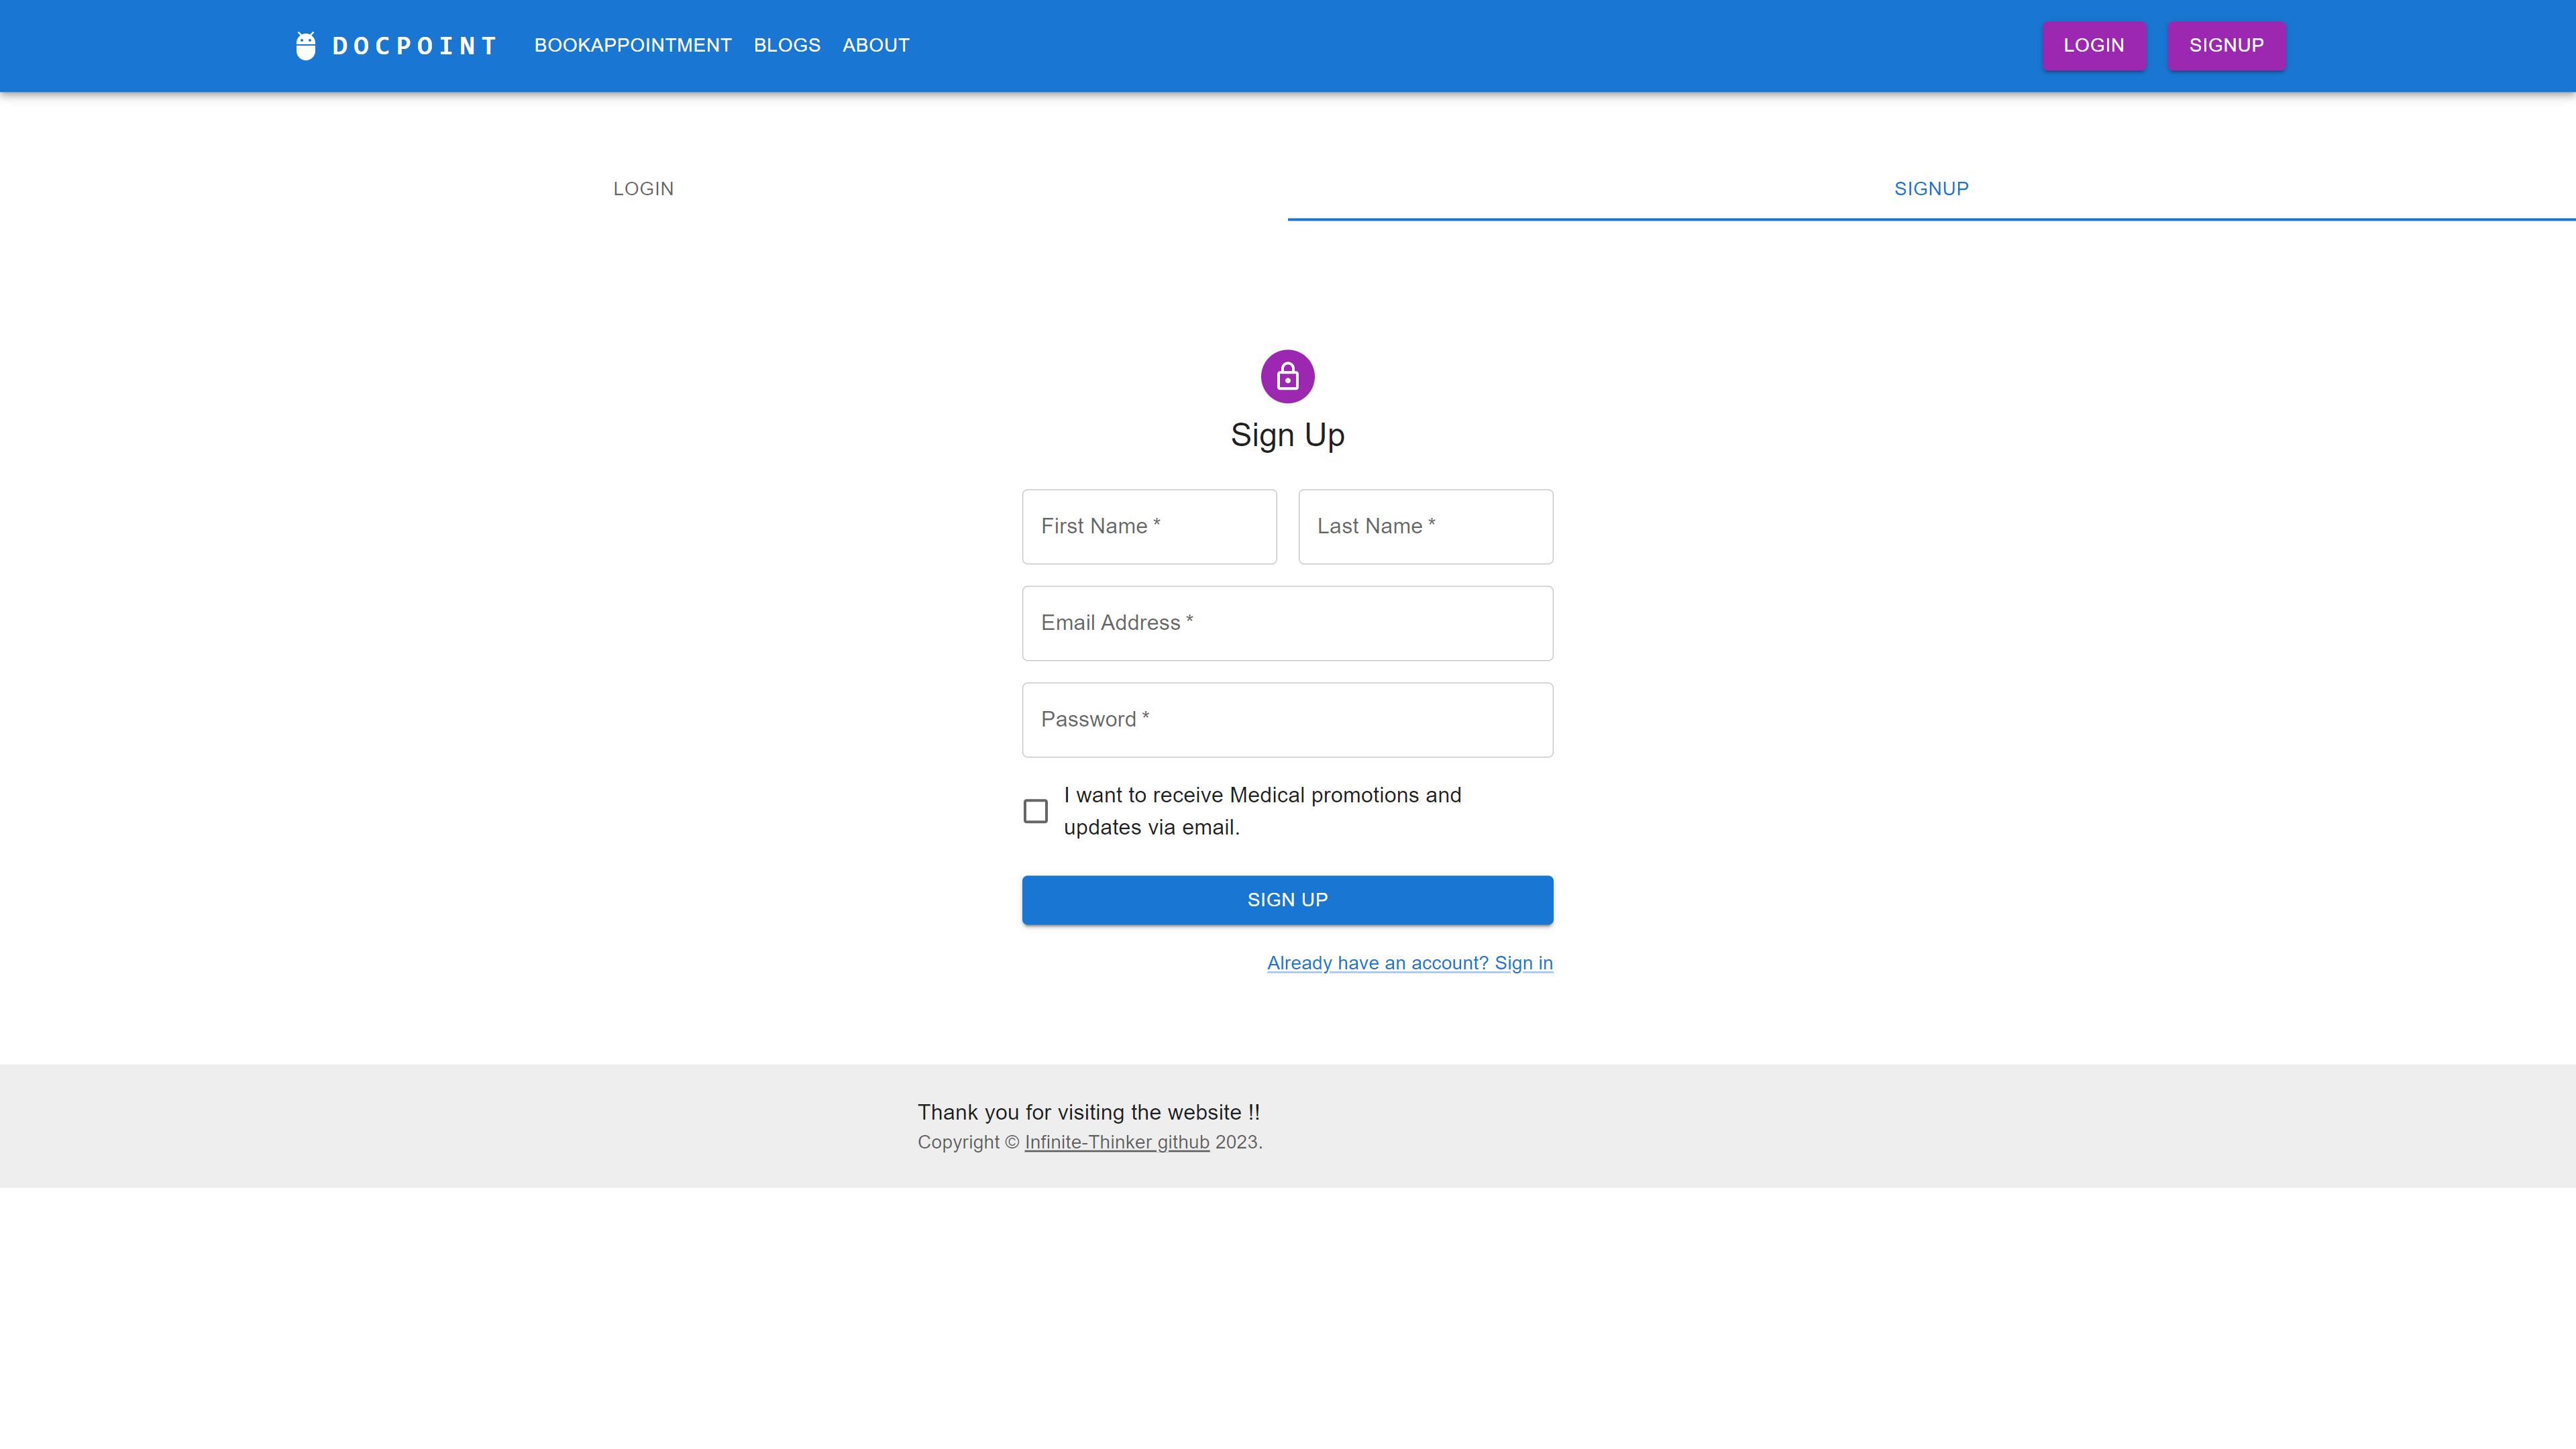 DOCPOINT BOOKAPPOINTMENT BLOGS ABOUT LOGIN SIGNUP
LOGIN SIGNUP
Sign Up
First Name * Last Name *
Email Address *
Password *
I want to receive Medical promotions and
updates via email.
SIGN UP
Already have an account? Sign in
Thank you for visiting the website !!
Copyright © Infinite-Thinker github 2023.